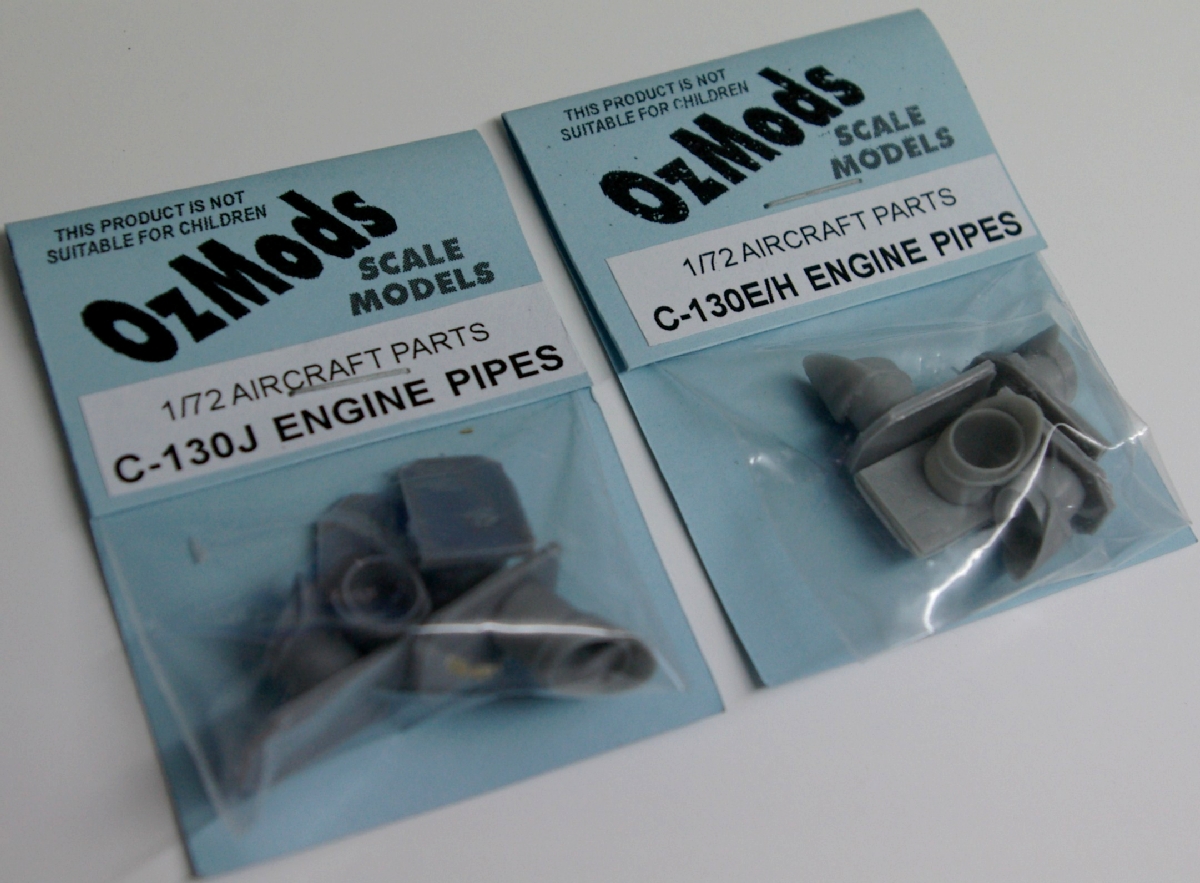 THIS PRODUCT IS NOT
SUITABLE FOR CHILDREN
OzMods
SCALE
MODELS
1/72 AIRCRAFT PARTS
C-130J ENGINE PIPES
THIS PRODUCT IS NOT
SUITABLE FOR CHILDREN
OzMods
SCALE
MODELS
1/72 AIRCRAFT PARTS
C-130E/H ENGINE PIPES